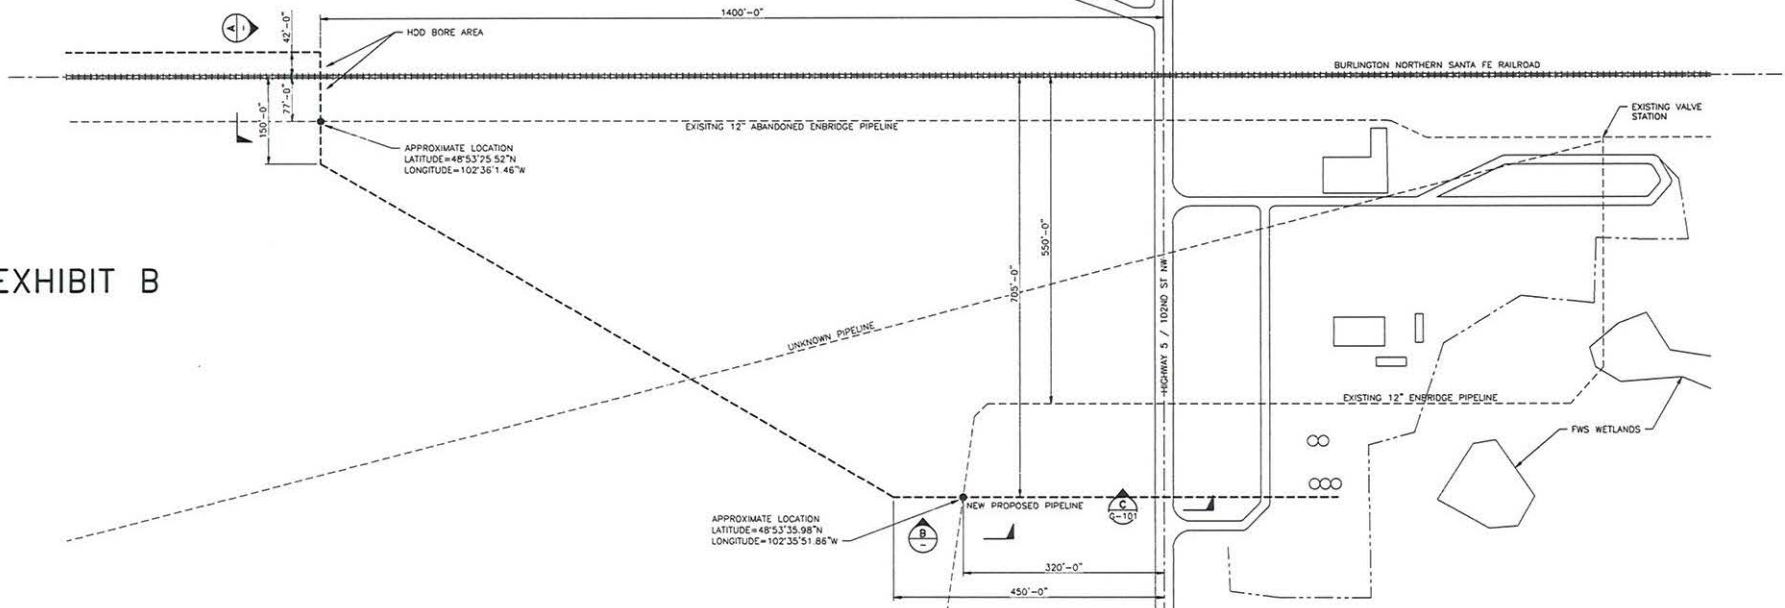 1400'-0"
A
-
42'-0"
HDD BORE AREA
BURLINGTON NORTHERN SANTA FE RAILROAD
77'-0"
150'-0"
EXISITNG 12" ABANDONED ENBRIDGE PIPELINE
EXISTING VALVE
STATION
APPROXIMATE LOCATION
LATITUDE=48°53'25.52"N
LONGITUDE=102°36'1.46"W
550'-0"
705'-0"
HIGHWAY 5 / 102ND ST NW
EXHIBIT B
UNKNOWN PIPELINE
EXISTING 12" ENBRIDGE PIPELINE
FWS WETLANDS
NEW PROPOSED PIPELINE
C
G-101
APPROXIMATE LOCATION
LATITUDE=48°53'35.98"N
LONGITUDE=102°35'51.86"W
B
-
320'-0"
450'-0"